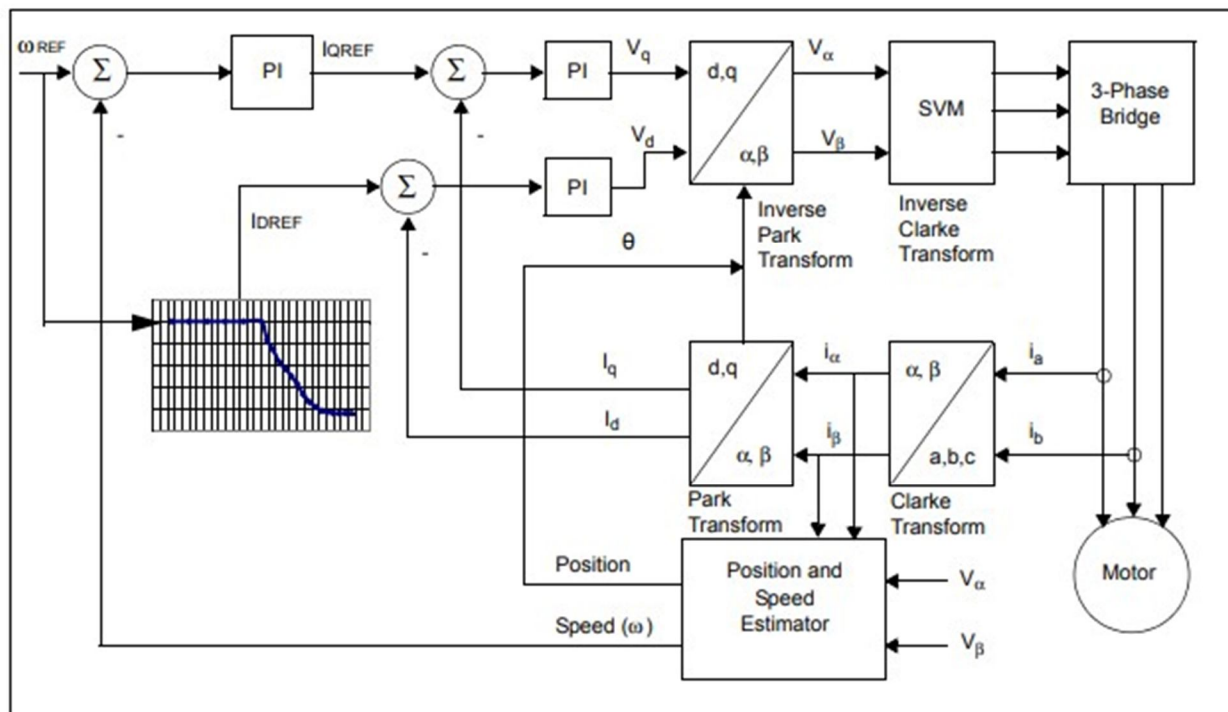 ωREF
Σ
-
PI
IQREF
Σ
-
PI
Vq
d,q
α,β
Vα
Vβ
SVM
3-Phase
Bridge
Vd
Σ
-
PI
IDREF
Inverse
Park
Transform
Inverse
Clarke
Transform
θ
Iq
Id
d,q
α, β
iα
iβ
α, β
a,b,c
ia
ib
Park
Transform
Clarke
Transform
Position
Speed (ω)
Position and
Speed
Estimator
Vα
Vβ
Motor